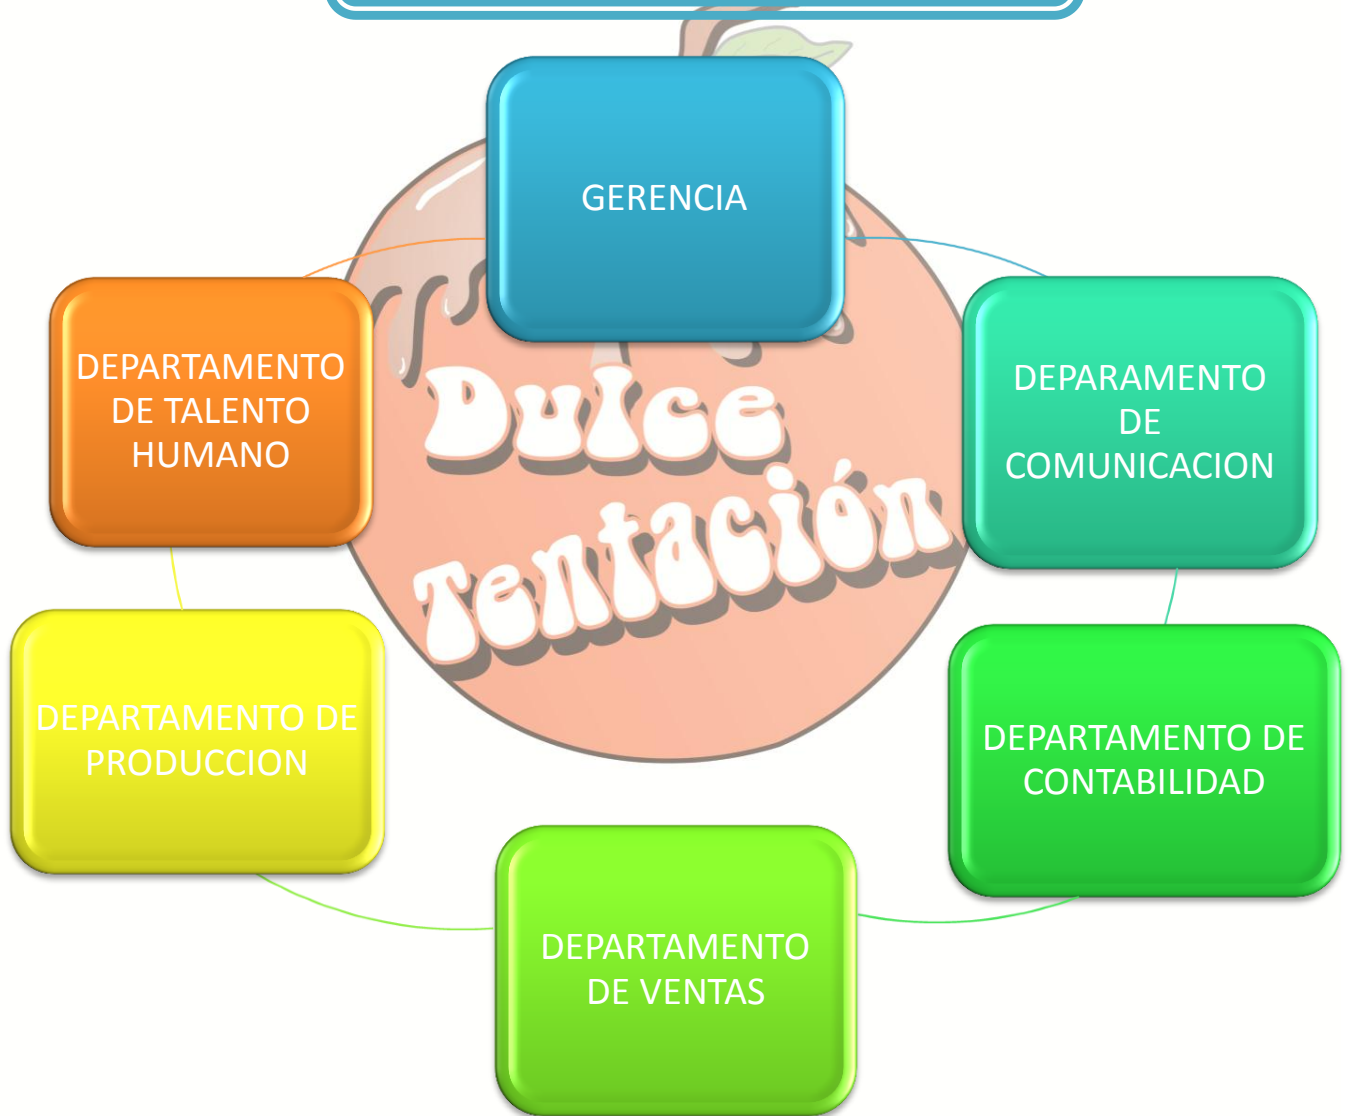 GERENCIA
DEPARTAMENTO
DE TALENTO
HUMANO
DEPARAMENTO
DE
COMUNICACION
Dulce
Tentación
DEPARTAMENTO DE
PRODUCCION
DEPARTAMENTO DE
CONTABILIDAD
DEPARTAMENTO
DE VENTAS